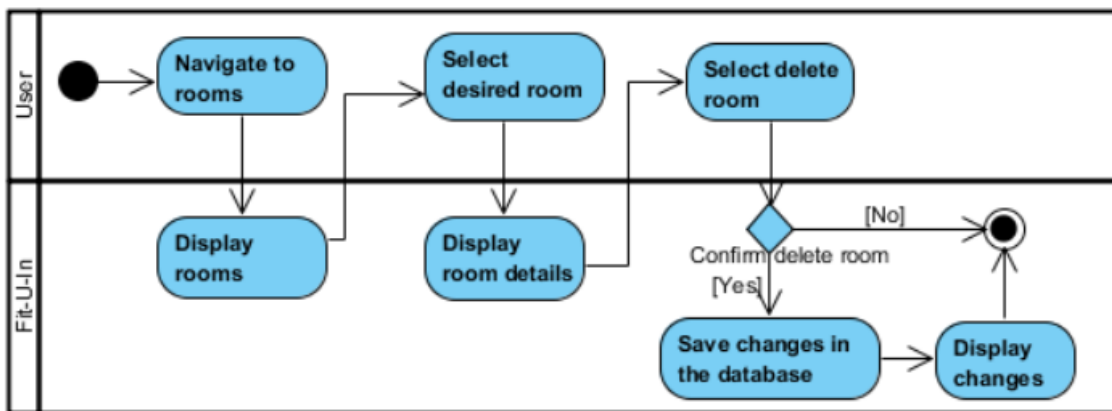 User
Navigate to
rooms
Select
desired room
Select delete
room
Fit-U-In
Display
rooms
Display
room details
[No]
Confirm delete room
[Yes]
Save changes in
the database
Display
changes